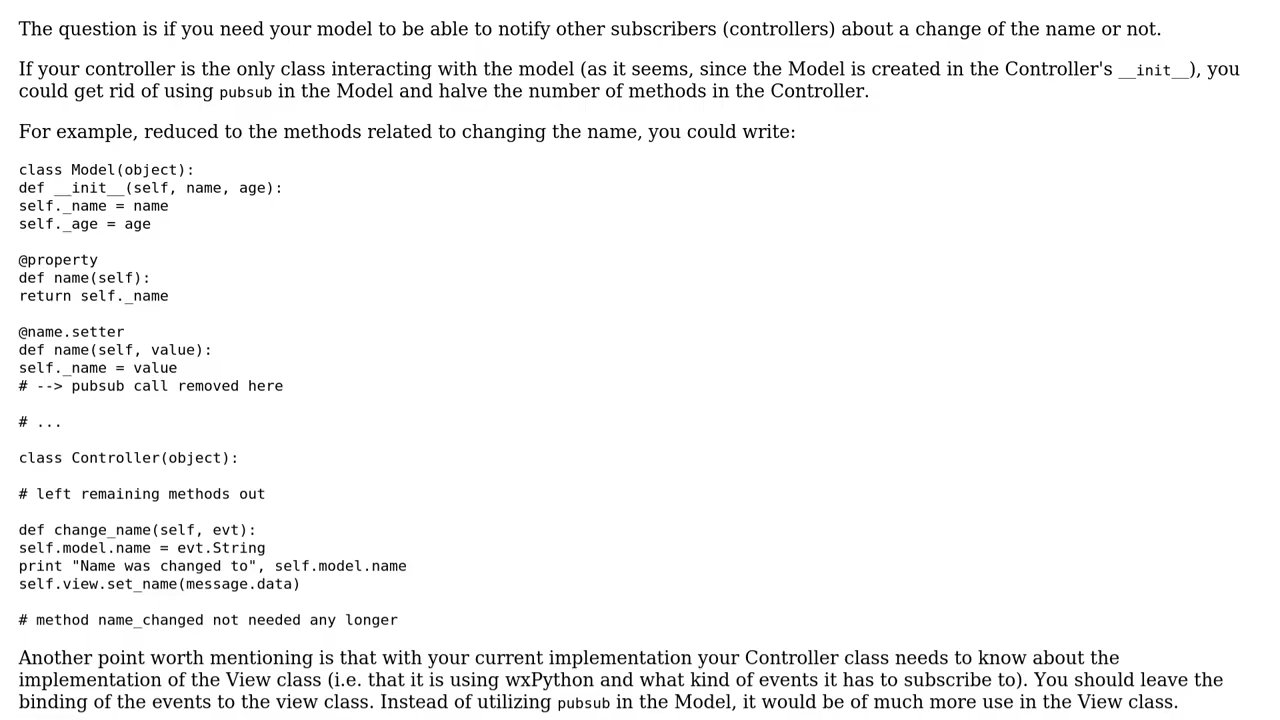 The question is if you need your model to be able to notify other subscribers (controllers) about a change of the name or not.
If your controller is the only class interacting with the model (as it seems, since the Model is created in the Controller's __init__), you
could get rid of using pubsub in the Model and halve the number of methods in the Controller.
For example, reduced to the methods related to changing the name, you could write:
class Model(object):
def __init__(self, name, age):
self._name = name
self._age = age
@property
def name(self):
return self._name
@name.setter
def name(self, value):
self._name = value
# --> pubsub call removed here
# ...
class Controller(object):
# left remaining methods out
def change_name(self, evt):
self.model.name = evt.String
print "Name was changed to", self.model.name
self.view.set_name(message.data)
# method name_changed not needed any longer
Another point worth mentioning is that with your current implementation your Controller class needs to know about the
implementation of the View class (i.e. that it is using wxPython and what kind of events it has to subscribe to). You should leave the
binding of the events to the view class. Instead of utilizing pubsub in the Model, it would be of much more use in the View class.